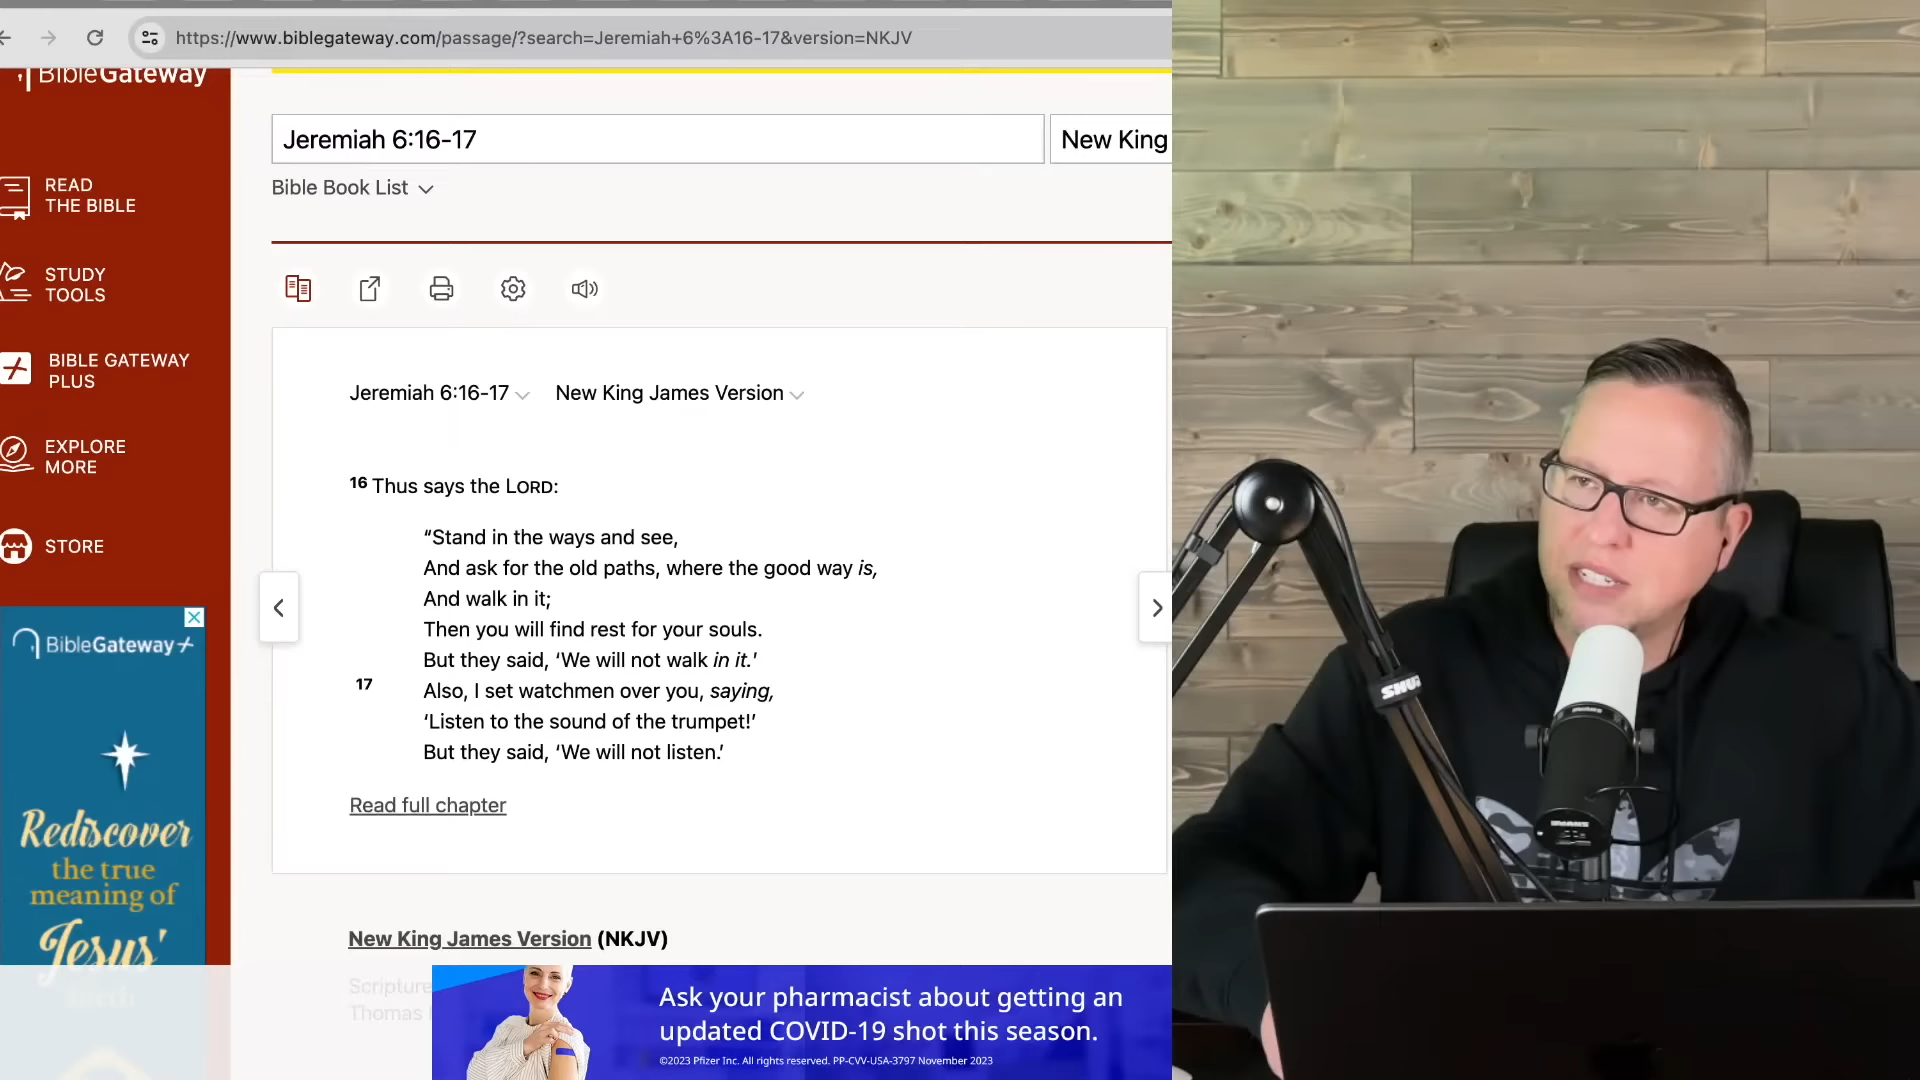 https://www.biblegateway.com/passage/?search=Jeremiah+6%3A16-17&version=NKJV
BibleGateway
Jeremiah 6:16-17
New King
Bible Book List
READ
THE BIBLE
STUDY
TOOLS
BIBLE GATEWAY
PLUS
EXPLORE
MORE
STORE
Jeremiah 6:16-17
New King James Version
16 Thus says the LORD:
“Stand in the ways and see,
And ask for the old paths, where the good way is,
And walk in it;
Then you will find rest for your souls.
But they said, ‘We will not walk in it.’
17 Also, I set watchmen over you, saying,
‘Listen to the sound of the trumpet!’
But they said, ‘We will not listen.’
Read full chapter
New King James Version (NKJV)
Scripture
Thomas
BibleGateway+
Rediscover
the true
meaning of
Jesus'
Ask your pharmacist about getting an
updated COVID-19 shot this season.
©2023 Pfizer Inc. All rights reserved. PP-CVV-USA-3797 November 2023
SHU